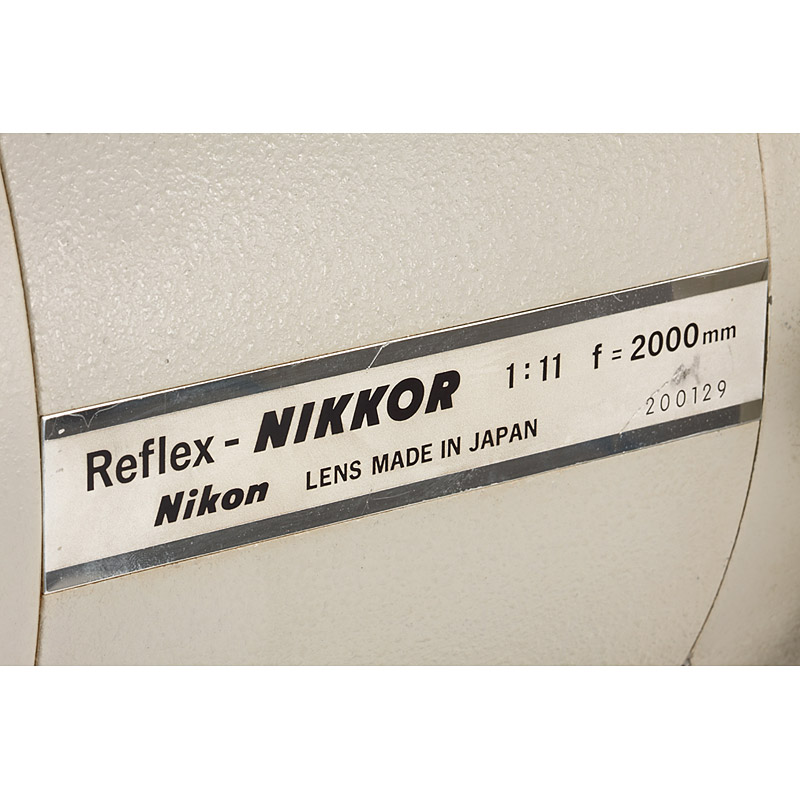 Reflex-NIKKOR 1:11 f=2000mm
Nikon LENS MADE IN JAPAN 200129